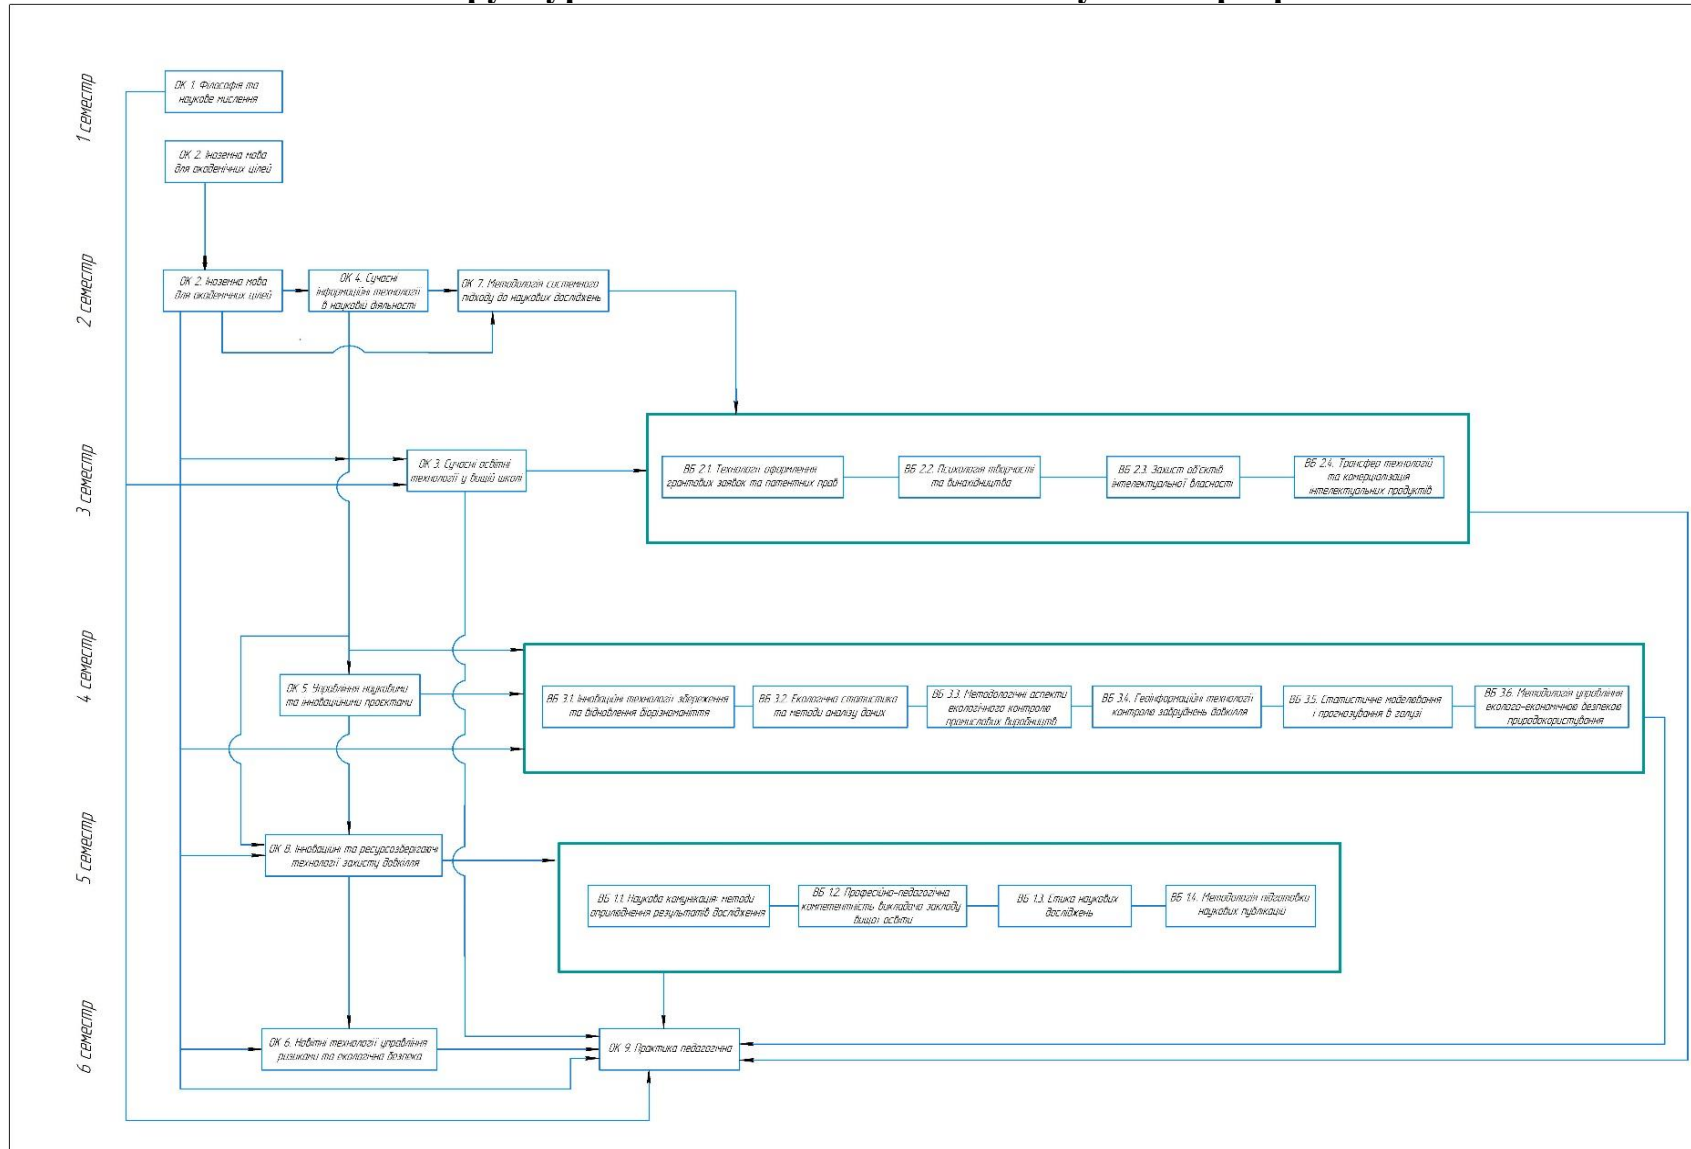 1 семестр
ОК 1. Філософія та
наукове мислення
ОК 2. Іноземна мова
для академічних цілей
2 семестр
ОК 2. Іноземна мова
для академічних цілей
ОК 4. Сучасні
інформаційні технології
в науковій діяльності
ОК 7. Методологія системного
підходу до наукових досліджень
3 семестр
ОК 3. Сучасні освітні
технології у вищій школі
ВБ 2.1. Технології оформлення
грантових заявок та патентних прав
ВБ 2.2. Психологія творчості
та винахідництва
ВБ 2.3. Захист об'єктів
інтелектуальної власності
ВБ 2.4. Трансфер технологій
та комерціалізація
інтелектуальних продуктів
4 семестр
ОК 5. Управління науковими
та інноваційними проєктами
ВБ 3.1. Інноваційні технології збереження
та відновлення біорізноманіття
ВБ 3.2. Екологічна статистика
та методи аналізу даних
ВБ 3.3. Методологічні аспекти
екологічного контролю
промислових виробництв
ВБ 3.4. Геоінформаційні технології
контролю забруднень довкілля
ВБ 3.5. Статистичне моделювання
і прогнозування в галузі
ВБ 3.6. Методологія управління
еколого-економічною безпекою
природокористування
5 семестр
ОК 8. Інноваційні та ресурсозберігаючі
технології захисту довкілля
ВБ 1.1. Наукова комунікація: методи
оприлюднення результатів дослідження
ВБ 1.2. Професійно-педагогічна
компетентність викладача закладу
вищої освіти
ВБ 1.3. Етика наукових
досліджень
ВБ 1.4. Методологія підготовки
наукових публікацій
6 семестр
ОК 6. Новітні технології управління
ризиками та екологічна безпека
ОК 9. Практика педагогічна